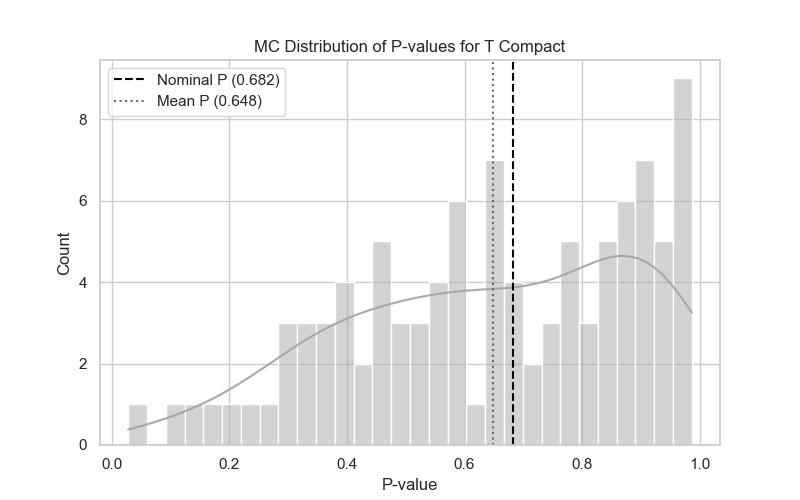 MC Distribution of P-values for T Compact
Nominal P (0.682)
Mean P (0.648)
Count
8
6
4
2
0
0.0 0.2 0.4 0.6 0.8 1.0
P-value